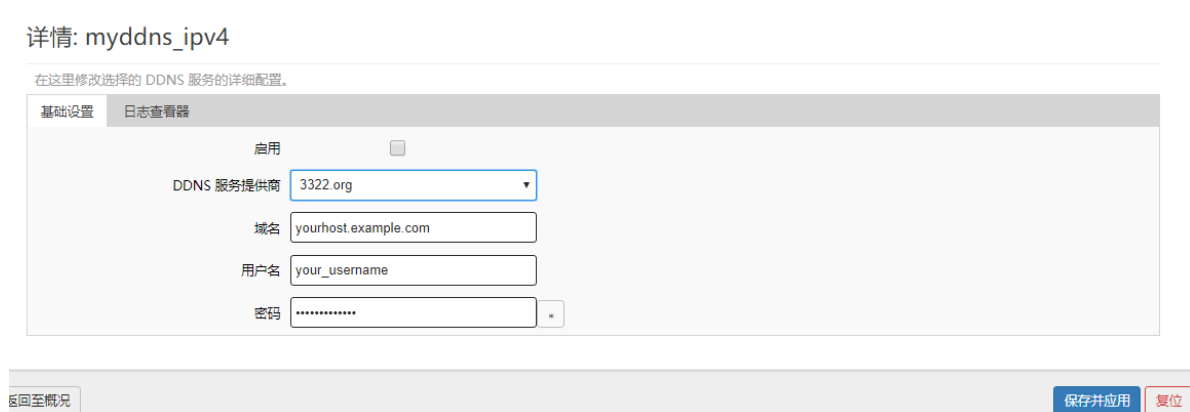 详情: myddns_ipv4
在这里修改选择的 DDNS 服务的详细配置。
基础设置 日志查看器
启用
DDNS 服务提供商 3322.org
域名 yourhost.example.com
用户名 your_username
密码 ••••••••••••• *
返回至概况 保存并应用 复位